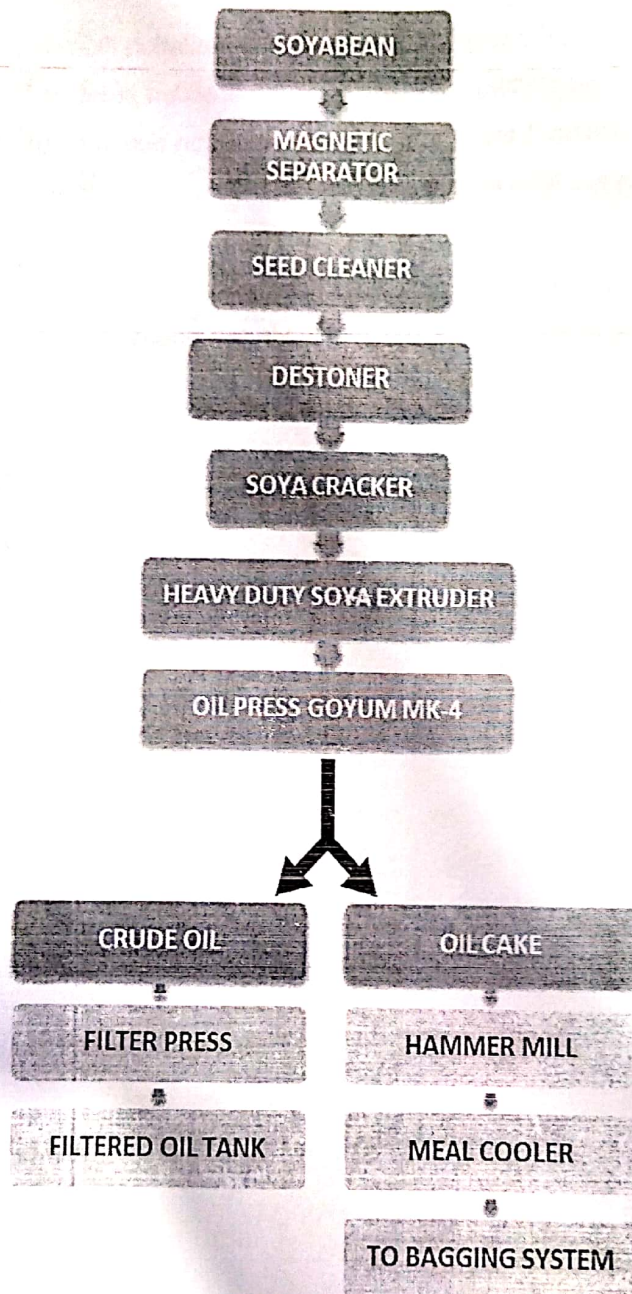 SOYABEAN
MAGNETIC
SEPARATOR
SEED CLEANER
DESTONER
SOYA CRACKER
HEAVY DUTY SOYA EXTRUDER
OIL PRESS GOYUM MK-4
CRUDE OIL
FILTER PRESS
FILTERED OIL TANK
OIL CAKE
HAMMER MILL
MEAL COOLER
TO BAGGING SYSTEM